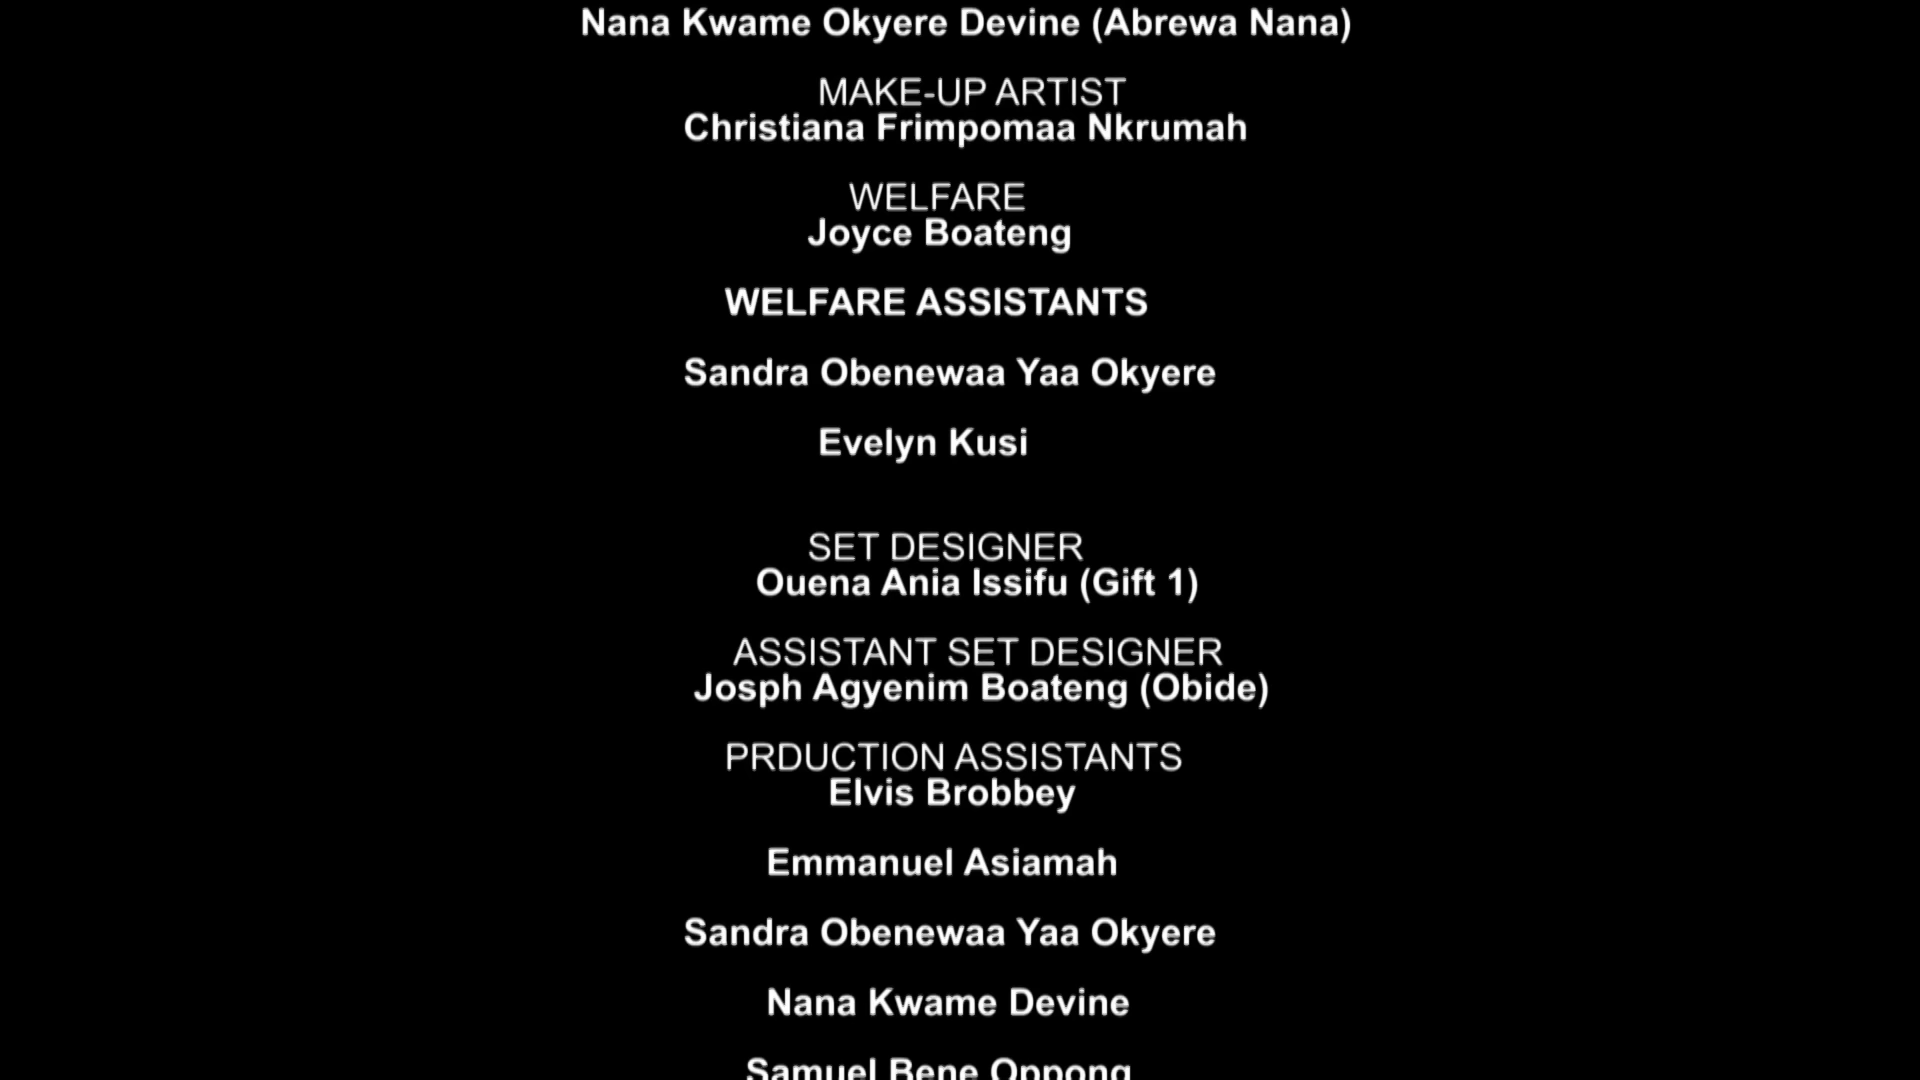 Nana Kwame Okyere Devine (Abrewa Nana)
MAKE-UP ARTIST
Christiana Frimpomaa Nkrumah
WELFARE
Joyce Boateng
WELFARE ASSISTANTS
Sandra Obenewaa Yaa Okyere
Evelyn Kusi
SET DESIGNER
Ouena Ania Issifu (Gift 1)
ASSISTANT SET DESIGNER
Josph Agyenim Boateng (Obide)
PRDUCTION ASSISTANTS
Elvis Brobbey
Emmanuel Asiamah
Sandra Obenewaa Yaa Okyere
Nana Kwame Devine
Samuel Bene Oppong